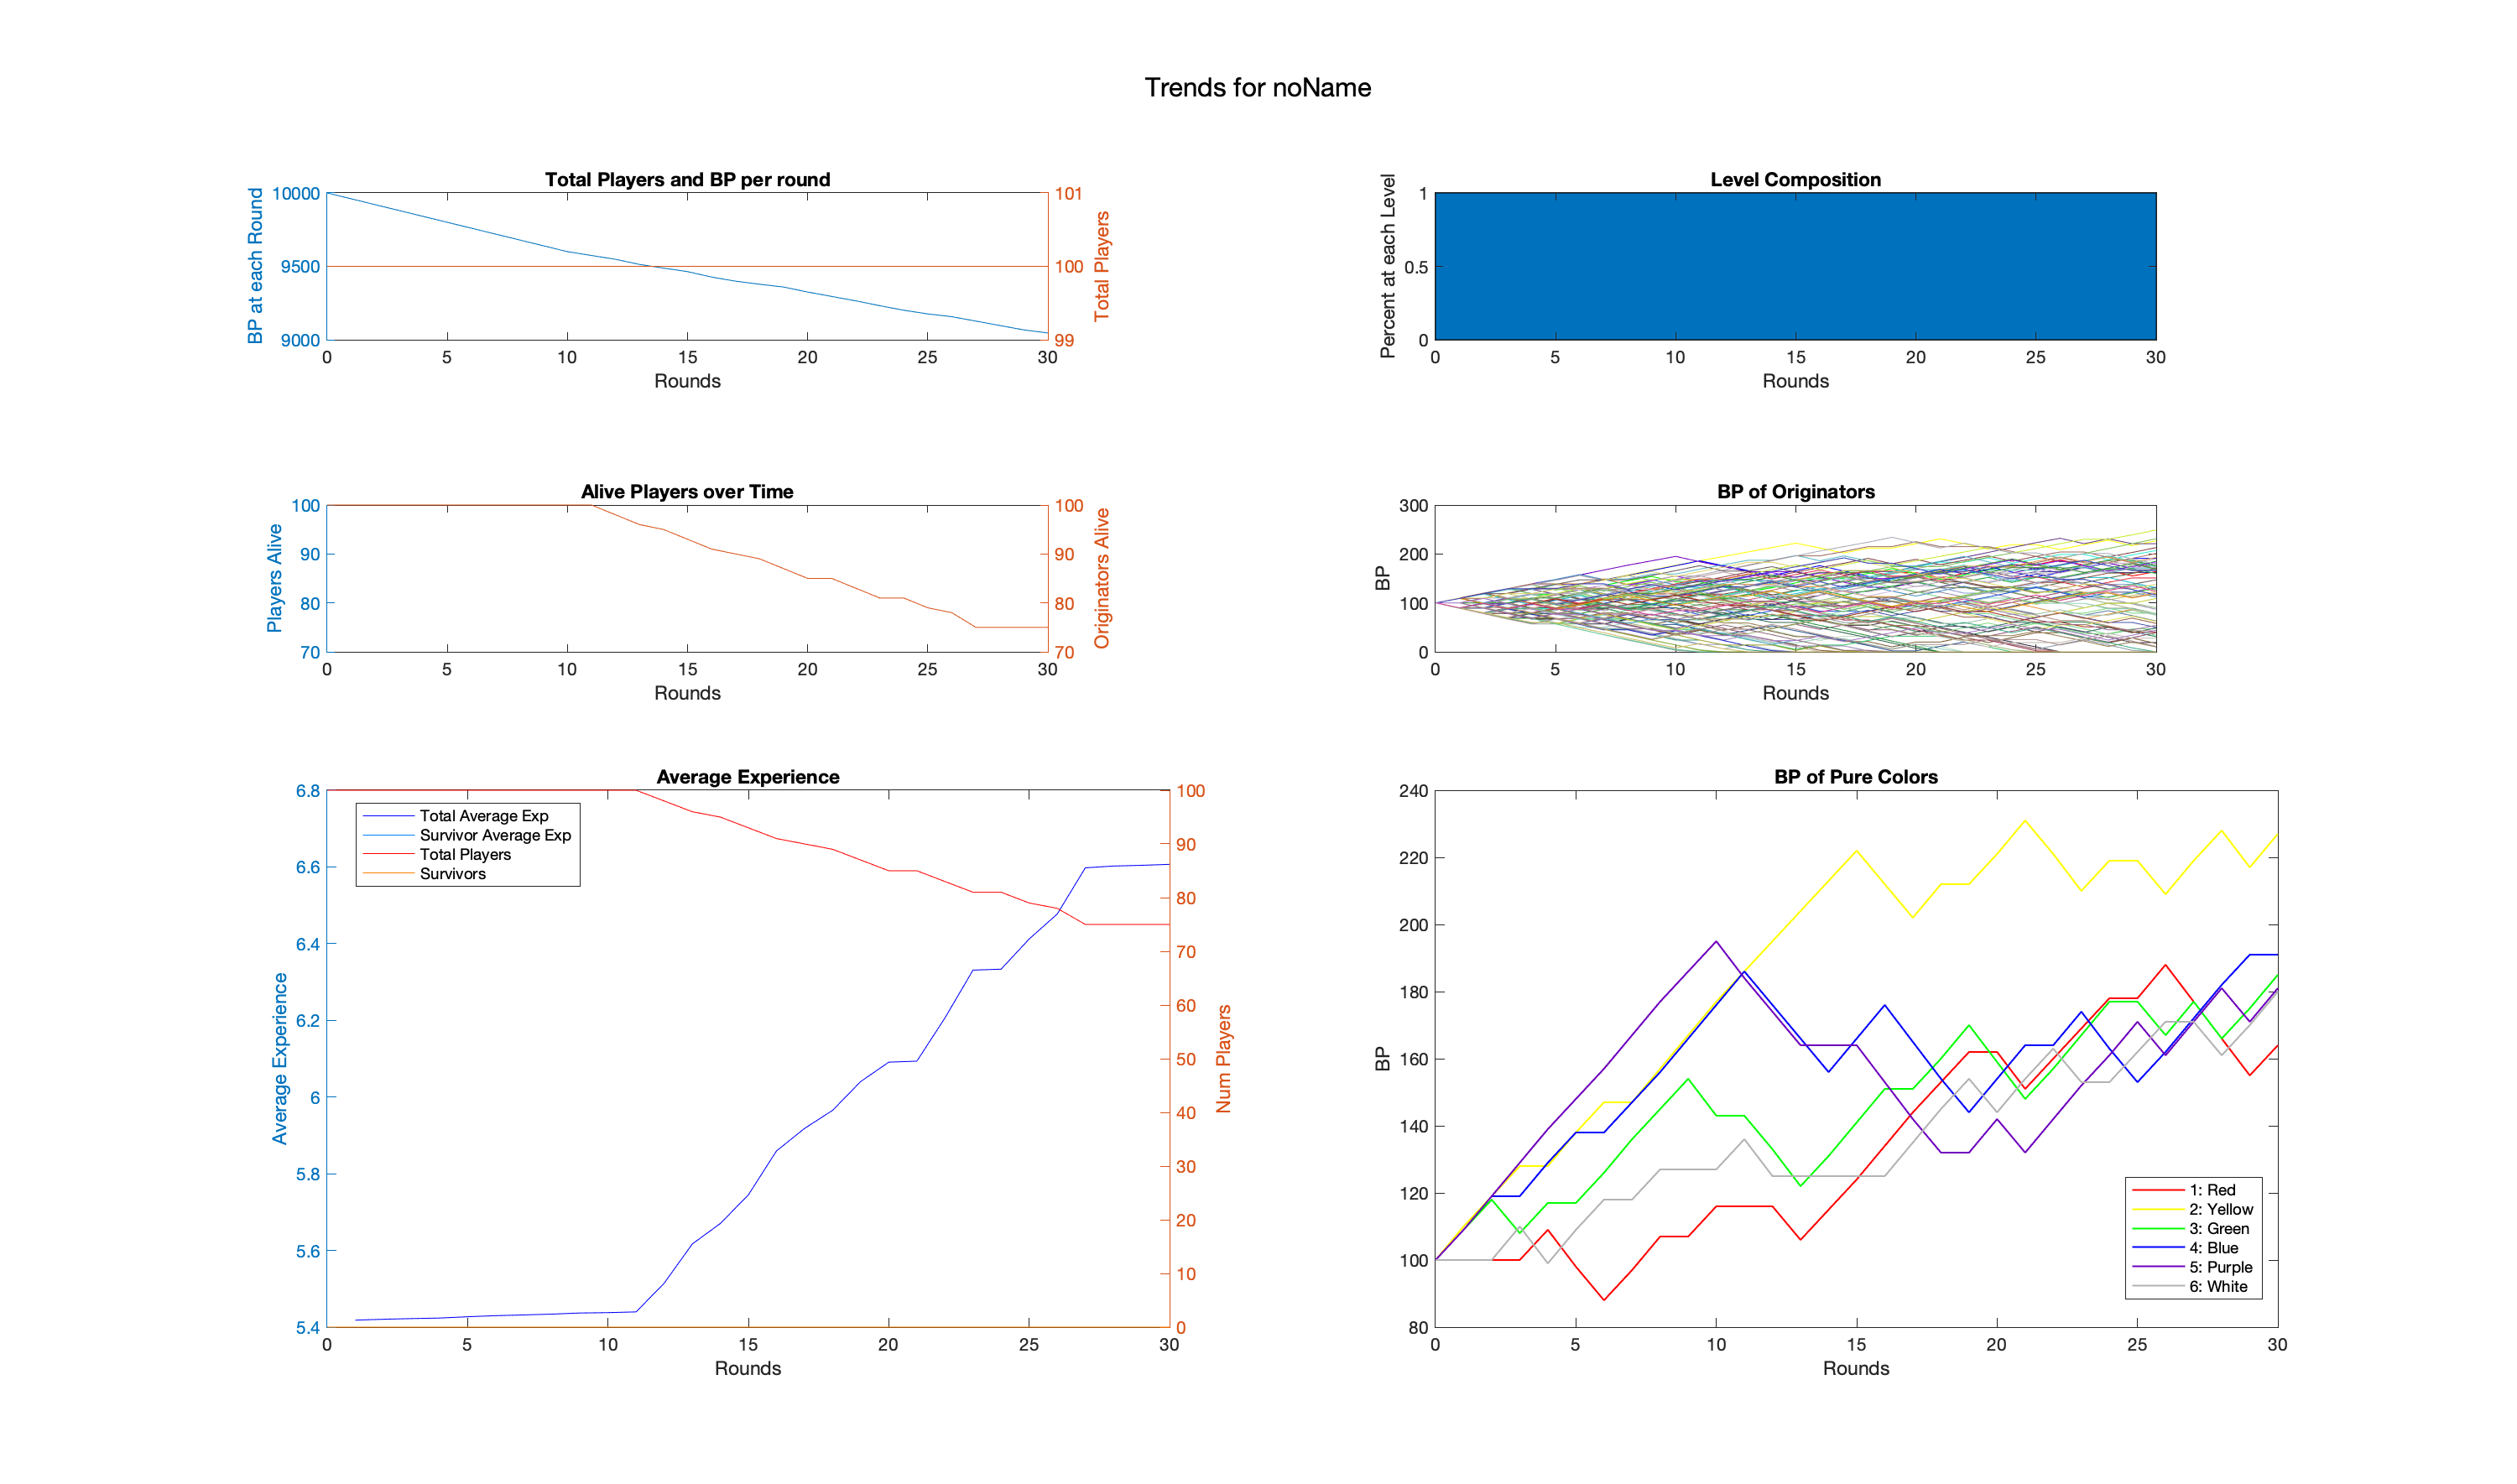 Trends for noName
Total Players and BP per round
BP at each Round
10000
9500
9000
101
100
99
Total Players
0 5 10 15 20 25 30
Rounds
Level Composition
Percent at each Level
1
0.5
0
0 5 10 15 20 25 30
Rounds
Alive Players over Time
Players Alive
100
90
80
70
100
90
80
70
Originators Alive
0 5 10 15 20 25 30
Rounds
BP of Originators
BP
300
200
100
0
0 5 10 15 20 25 30
Rounds
Average Experience
Average Experience
6.8
6.6
6.4
6.2
6
5.8
5.6
5.4
Total Average Exp
Survivor Average Exp
Total Players
Survivors
100
90
80
70
60
50
40
30
20
10
0
Num Players
0 5 10 15 20 25 30
Rounds
BP of Pure Colors
BP
240
220
200
180
160
140
120
100
80
1: Red
2: Yellow
3: Green
4: Blue
5: Purple
6: White
0 5 10 15 20 25 30
Rounds